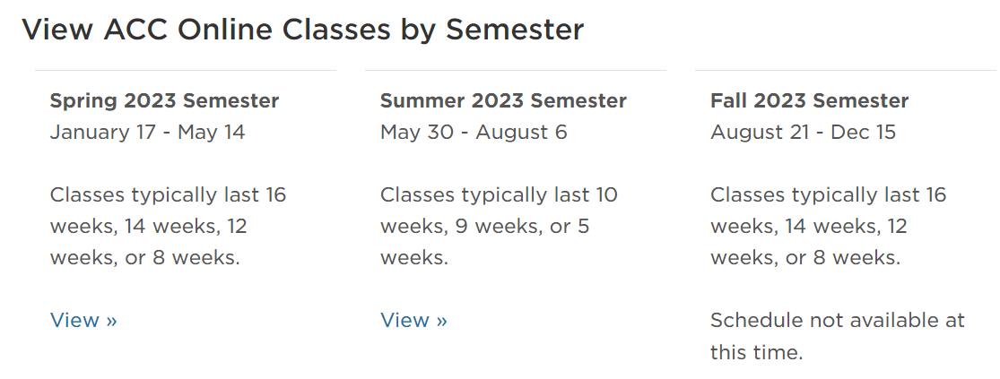 View ACC Online Classes by Semester
Spring 2023 Semester
January 17 - May 14
Classes typically last 16
weeks, 14 weeks, 12
weeks, or 8 weeks.
View »
Summer 2023 Semester
May 30 - August 6
Classes typically last 10
weeks, 9 weeks, or 5
weeks.
View »
Fall 2023 Semester
August 21 - Dec 15
Classes typically last 16
weeks, 14 weeks, 12
weeks, or 8 weeks.
Schedule not available at
this time.